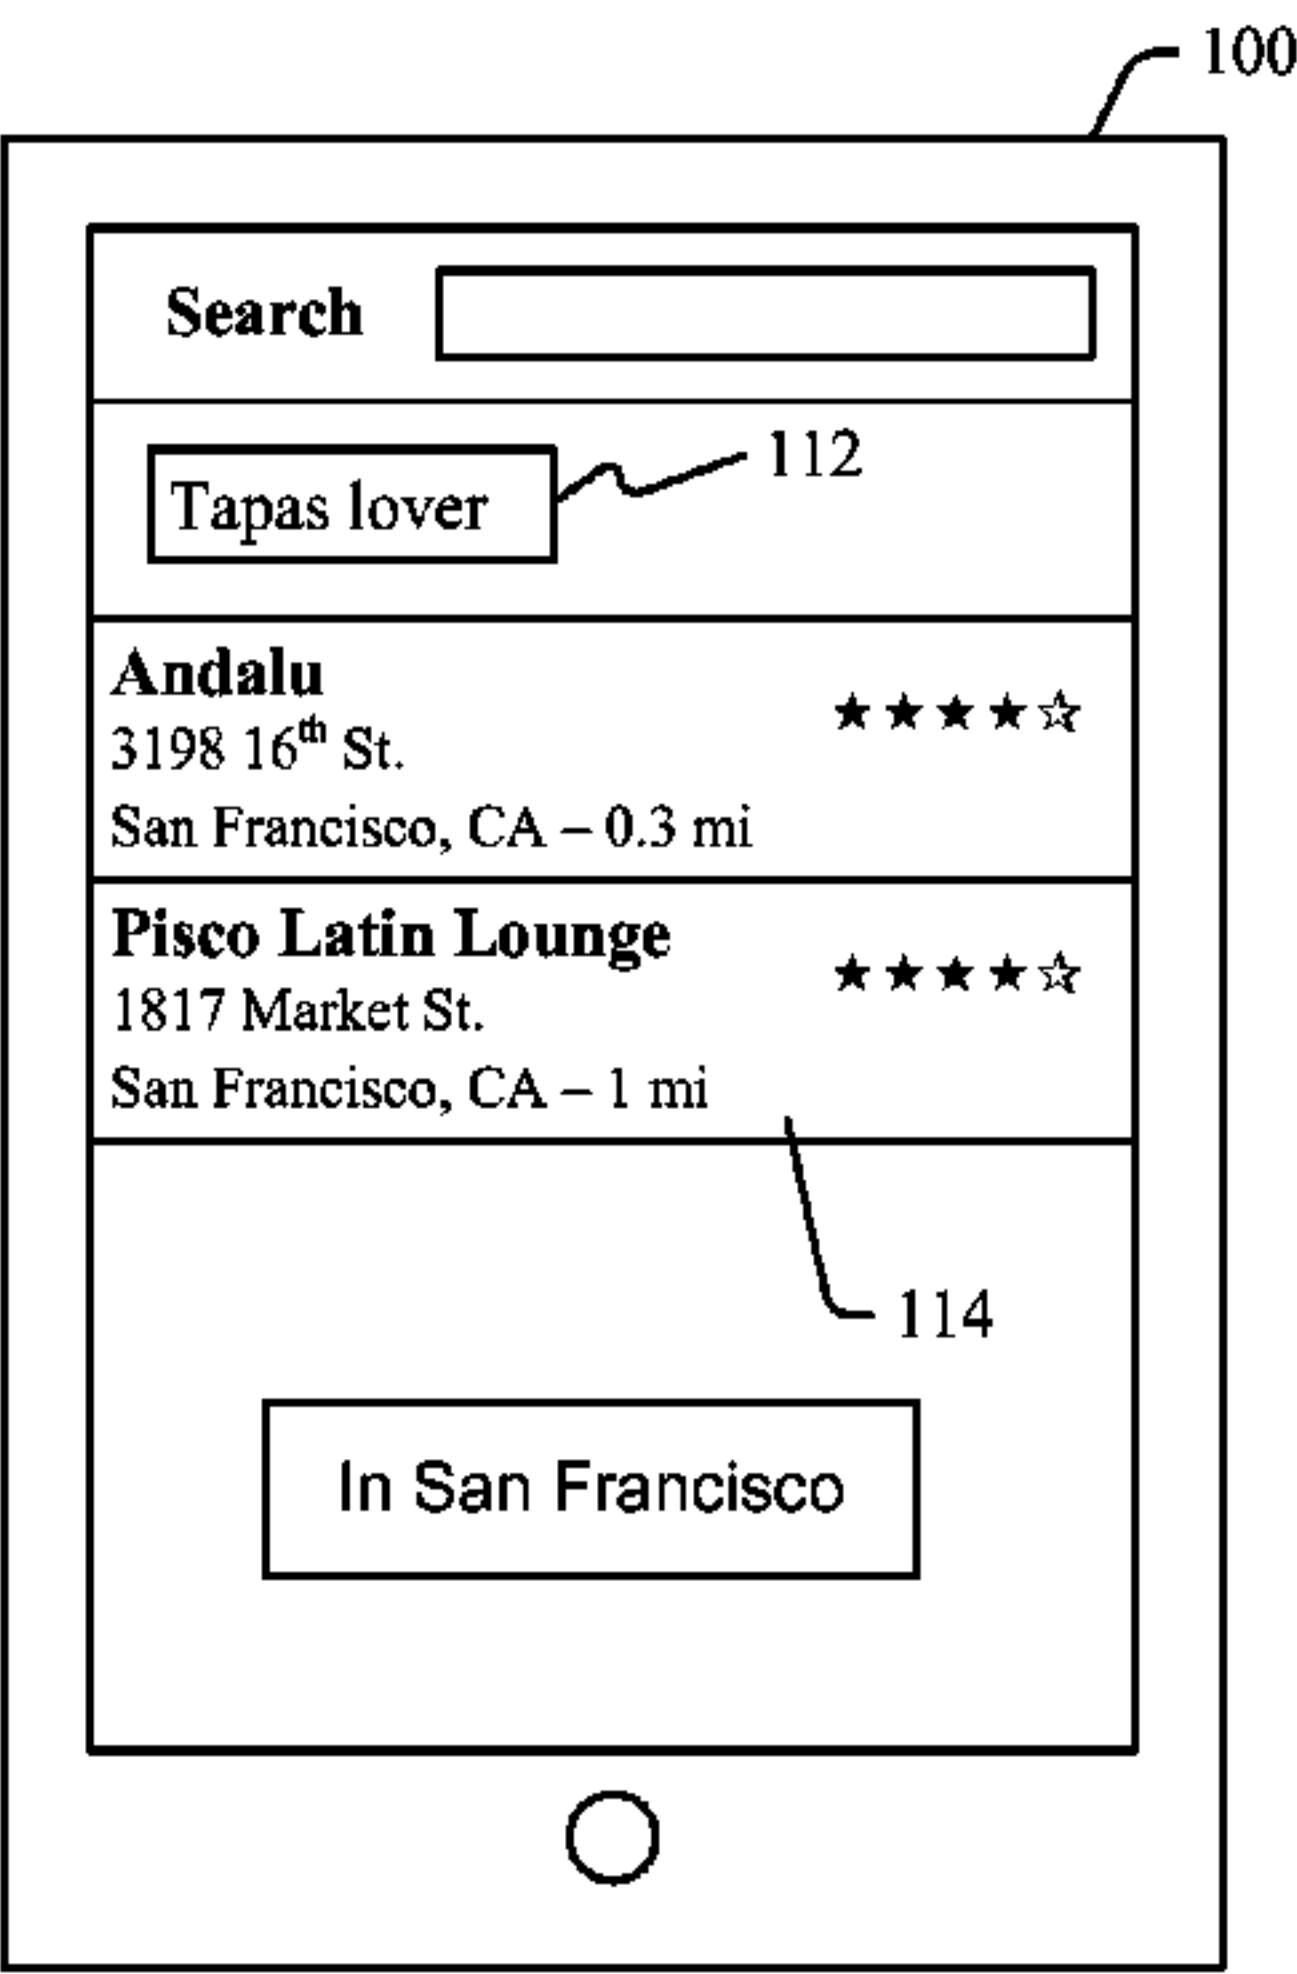 100
Search
112
Tapas lover
Andalu
★★★★☆
3198 16th St.
San Francisco, CA – 0.3 mi
Pisco Latin Lounge
★★★★☆
1817 Market St.
San Francisco, CA – 1 mi
114
In San Francisco